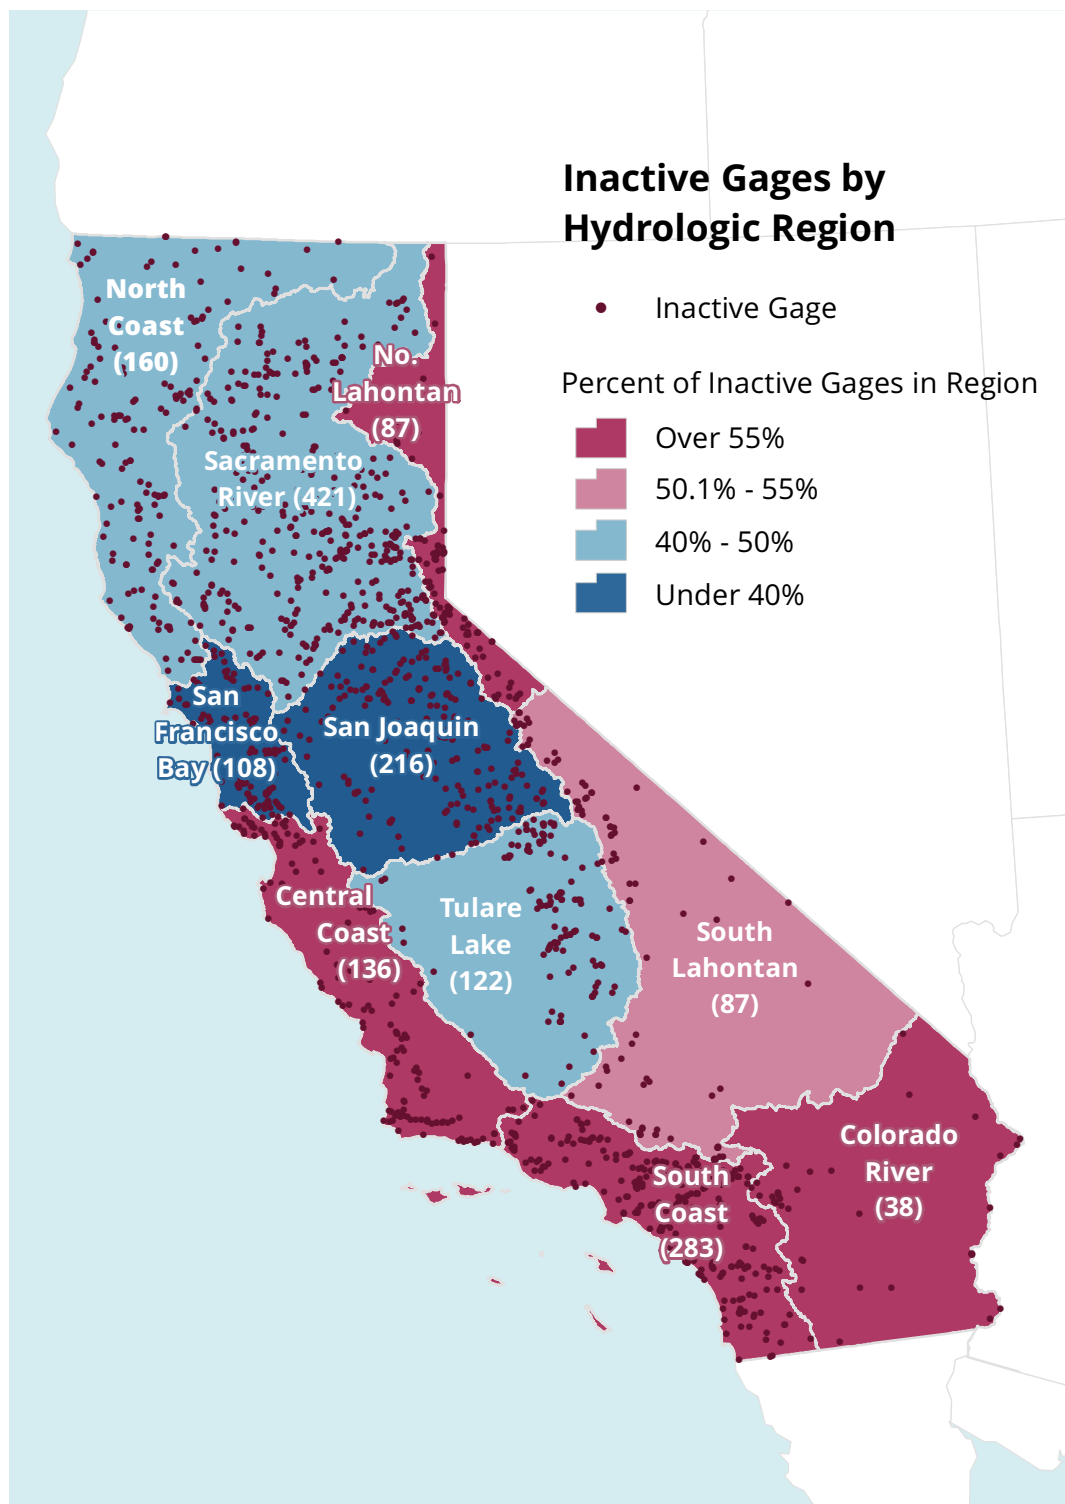 Inactive Gages by
Hydrologic Region
Inactive Gage
Percent of Inactive Gages in Region
Over 55%
50.1% - 55%
40% - 50%
Under 40%
North
Coast
(160)
No.
Lahontan
(87)
Sacramento
River (421)
San
Francisco
Bay (108)
San Joaquin
(216)
Central
Coast
(136)
Tulare
Lake
(122)
South
Lahontan
(87)
Colorado
River
(38)
South
Coast
(283)